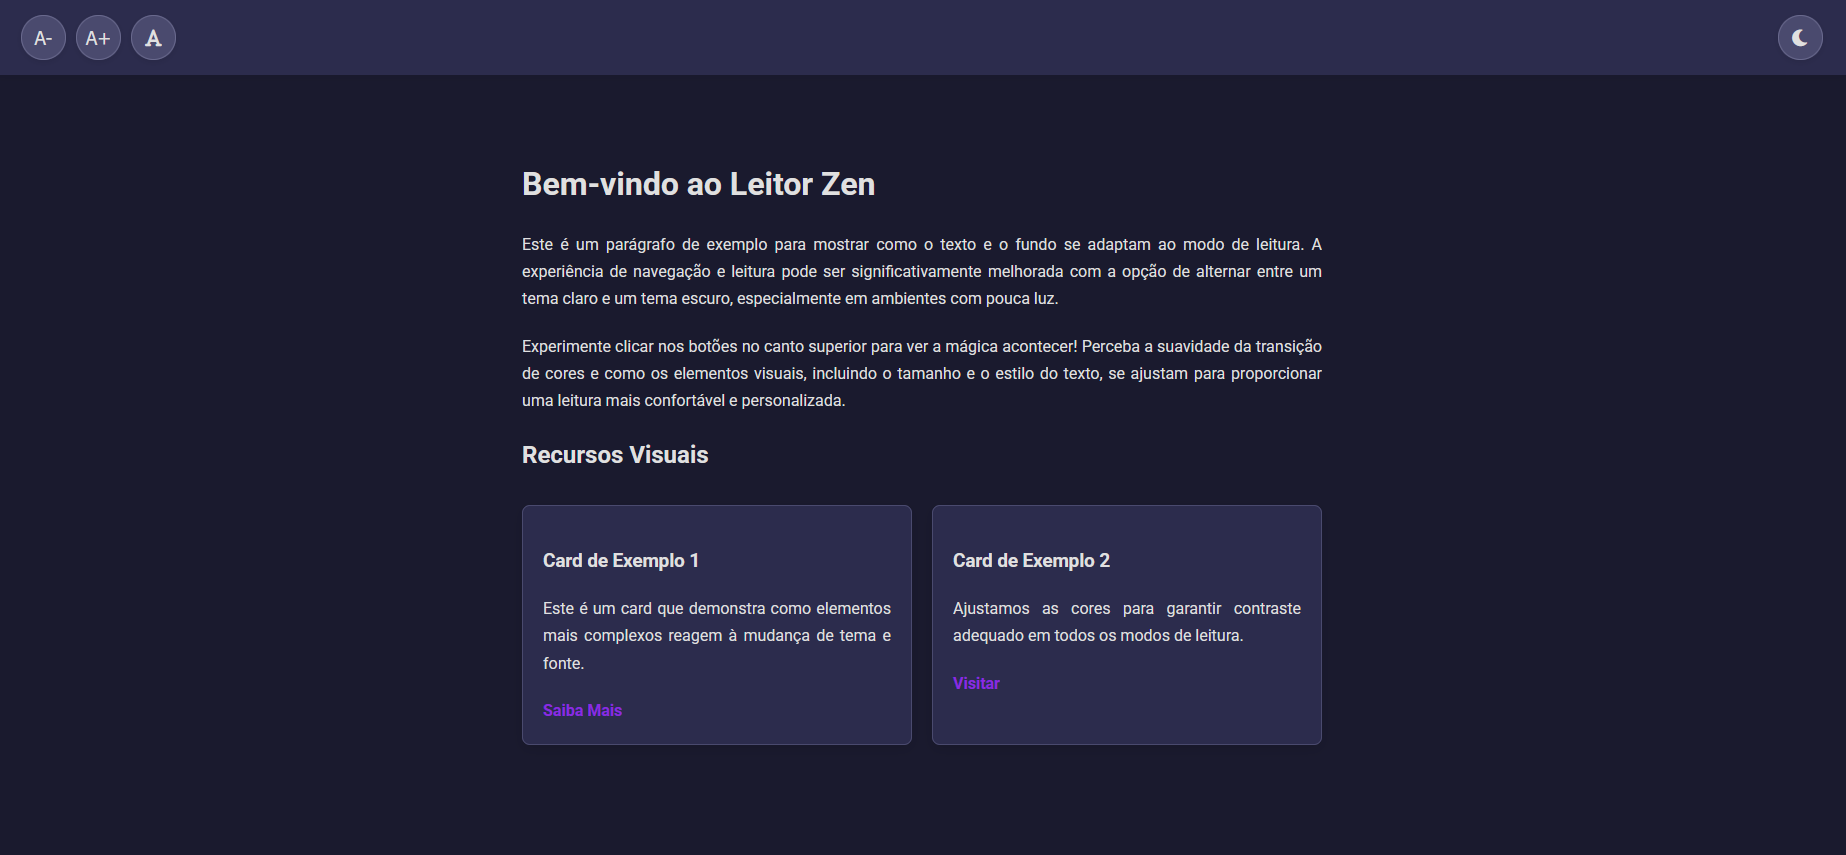 A- A+ A
Bem-vindo ao Leitor Zen
Este é um parágrafo de exemplo para mostrar como o texto e o fundo se adaptam ao modo de leitura. A
experiência de navegação e leitura pode ser significativamente melhorada com a opção de alternar entre um
tema claro e um tema escuro, especialmente em ambientes com pouca luz.
Experimente clicar nos botões no canto superior para ver a mágica acontecer! Perceba a suavidade da transição
de cores e como os elementos visuais, incluindo o tamanho e o estilo do texto, se ajustam para proporcionar
uma leitura mais confortável e personalizada.
Recursos Visuais
Card de Exemplo 1
Este é um card que demonstra como elementos
mais complexos reagem à mudança de tema e
fonte.
Saiba Mais
Card de Exemplo 2
Ajustamos as cores para garantir contraste
adequado em todos os modos de leitura.
Visitar